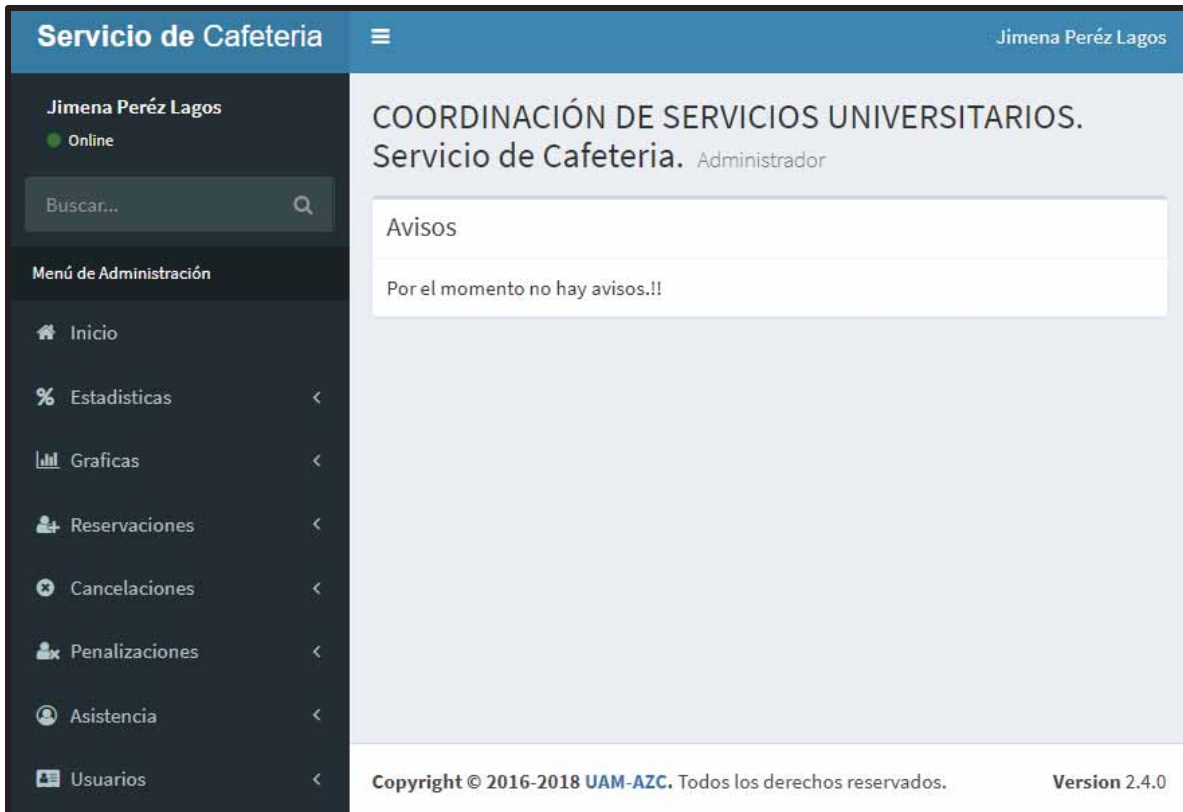 Servicio de Cafeteria
Jimena Peréz Lagos
Jimena Peréz Lagos
Online
Buscar...
Menú de Administración
Inicio
Estadisticas
Graficas
Reservaciones
Cancelaciones
Penalizaciones
Asistencia
Usuarios
COORDINACIÓN DE SERVICIOS UNIVERSITARIOS.
Servicio de Cafeteria. Administrador
Avisos
Por el momento no hay avisos.!!
Copyright © 2016-2018 UAM-AZC. Todos los derechos reservados. Version 2.4.0